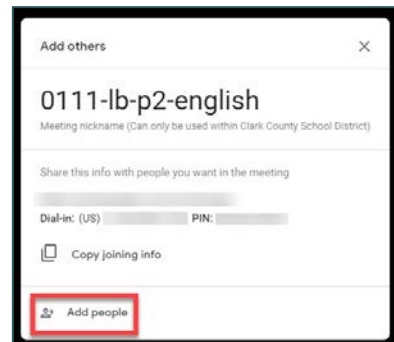 Add others
0111-lb-p2-english
Meeting nickname (Can only be used within Clark County School District)
Share this info with people you want in the meeting
Dial-in: (US) PIN:
Copy joining info
Add people